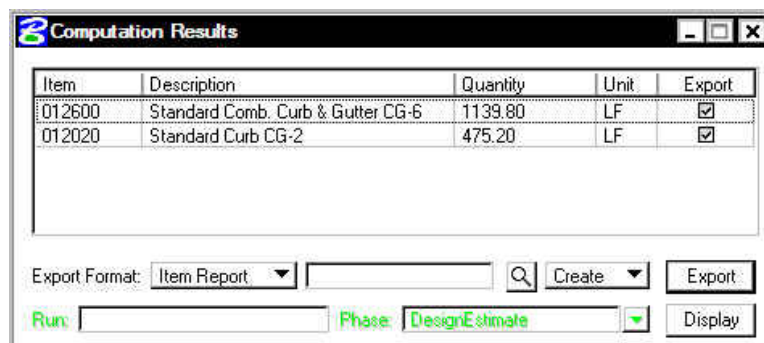 Computation Results
Item Description Quantity Unit Export
012600 Standard Comb. Curb & Gutter CG-6 1139.80 LF
012020 Standard Curb CG-2 475.20 LF
Export Format: Item Report Create Export
Run: Phase: DesignEstimate Display